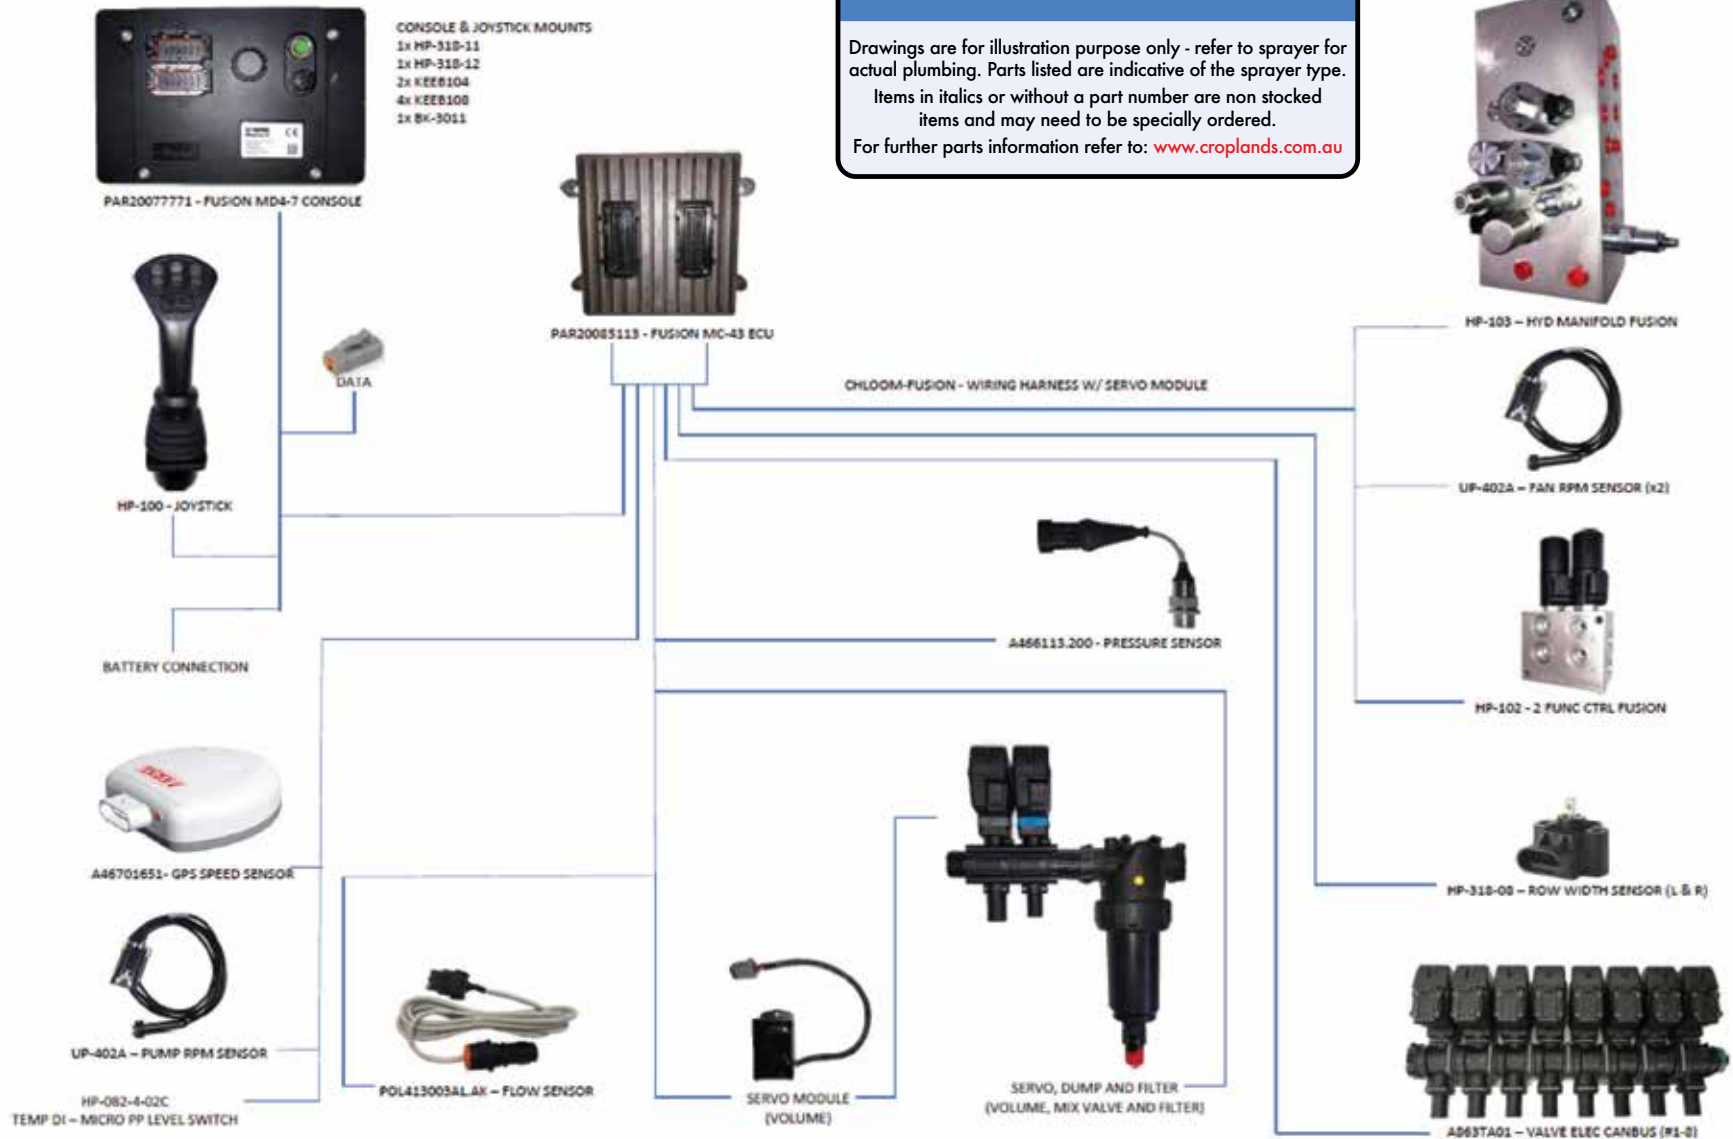 CONSOLE & JOYSTICK MOUNTS
1x HP-318-11
1x HP-318-12
2x KEEB104
4x KEEB108
1x BK-3011
Drawings are for illustration purpose only - refer to sprayer for
actual plumbing. Parts listed are indicative of the sprayer type.
Items in italics or without a part number are non stocked
items and may need to be specially ordered.
For further parts information refer to: www.croplands.com.au
PAR20077771 - FUSION MD4-7 CONSOLE
PAR20085113 - FUSION MC-43 ECU
HP-103 – HYD MANIFOLD FUSION
DATA
CHLOOM-FUSION - WIRING HARNESS W/ SERVO MODULE
HP-100 - JOYSTICK
UP-402A – FAN RPM SENSOR (x2)
A466113.200 - PRESSURE SENSOR
BATTERY CONNECTION
HP-102 - 2 FUNC CTRL FUSION
A46701651- GPS SPEED SENSOR
HP-318-08 – ROW WIDTH SENSOR (L & R)
UP-402A – PUMP RPM SENSOR
POL413003AL.AK – FLOW SENSOR
SERVO MODULE
(VOLUME)
SERVO, DUMP AND FILTER
(VOLUME, MIX VALVE AND FILTER)
HP-082-4-02C
TEMP DI – MICRO PP LEVEL SWITCH
A863TA01 – VALVE ELEC CANBUS (#1-8)